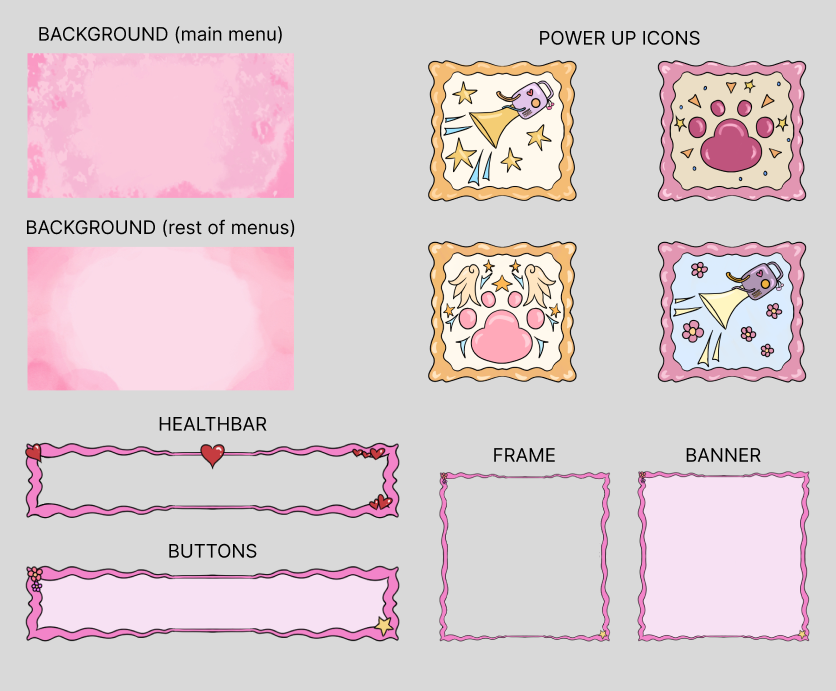 BACKGROUND (main menu)
POWER UP ICONS
BACKGROUND (rest of menus)
HEALTHBAR
FRAME
BANNER
BUTTONS